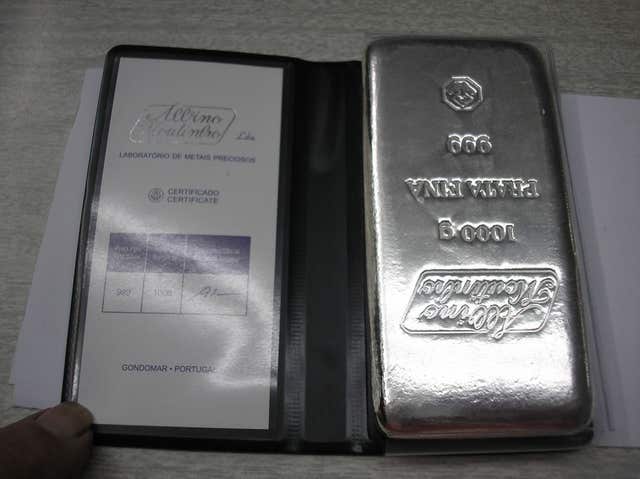 Albino
Moutinho Lda.
LABORATÓRIO DE METAIS PRECIOSOS
CERTIFICADO
CERTIFICATE
999 1000
GONDOMAR • PORTUGAL
Albino
Moutinho
1000 g
PRATA FINA
999